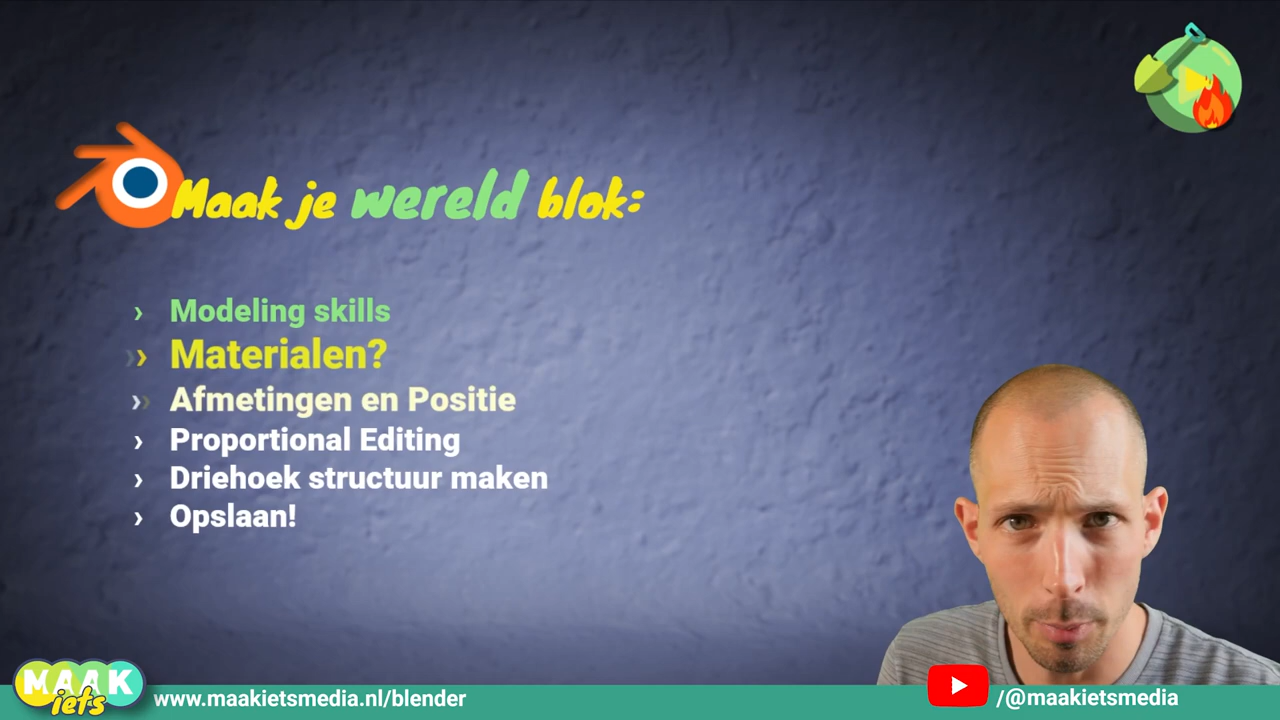 Maak je wereld blok:
› Modeling skills
› Materialen?
› Afmetingen en Positie
› Proportional Editing
› Driehoek structuur maken
› Opslaan!
MAAK
iets
www.maakietsmedia.nl/blender
/@maakietsmedia